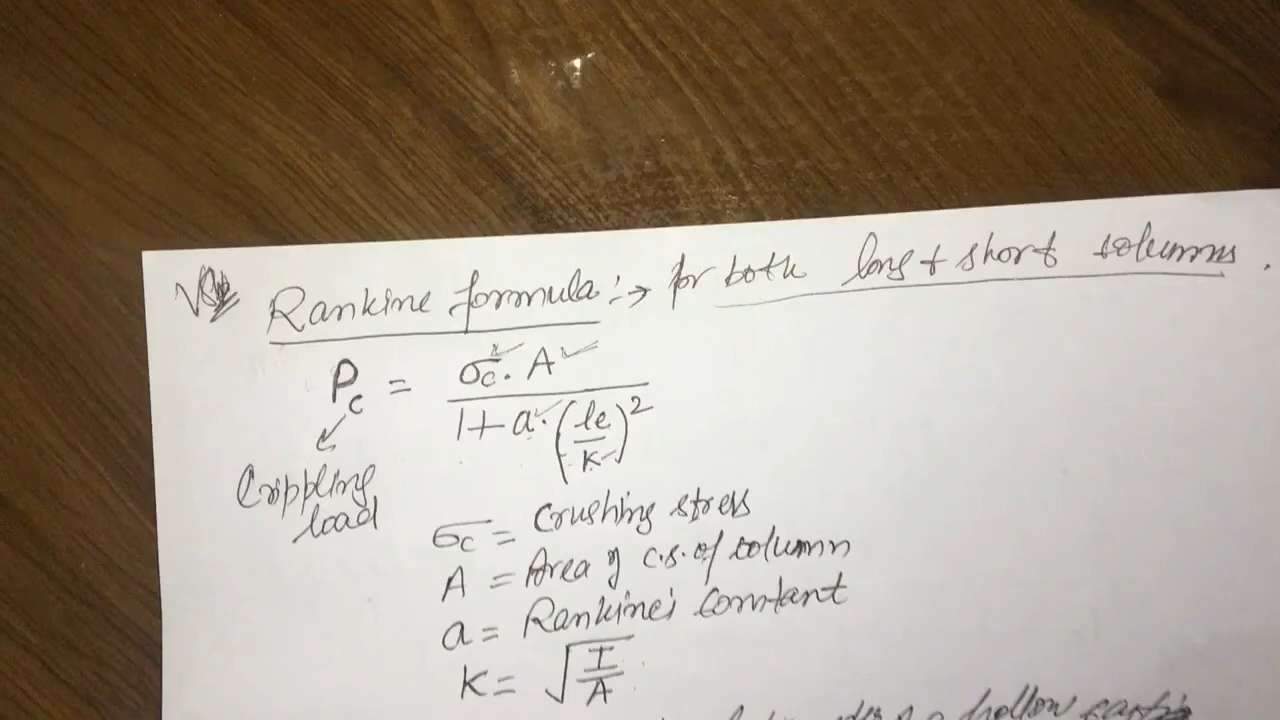 Rankine formula :→ for both long + short columns.
Pc = σc . A / 1 + a . (le/k)²
Crippling load
σc = Crushing stress
A = Area of c.s. of column
a = Rankine's constant
K = √I/A
hollow